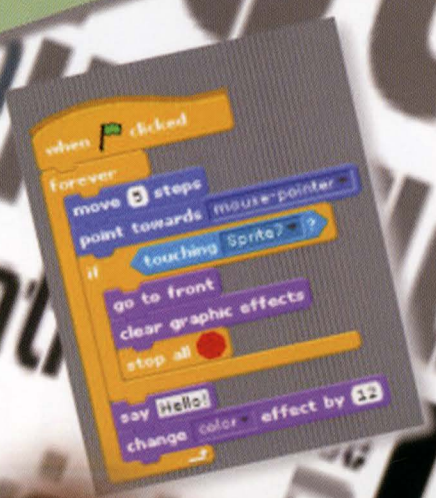 when clicked
forever
move 5 steps
point towards mouse-pointer
if touching Sprite7 ?
go to front
clear graphic effects
stop all
say Hello!
change color effect by 12